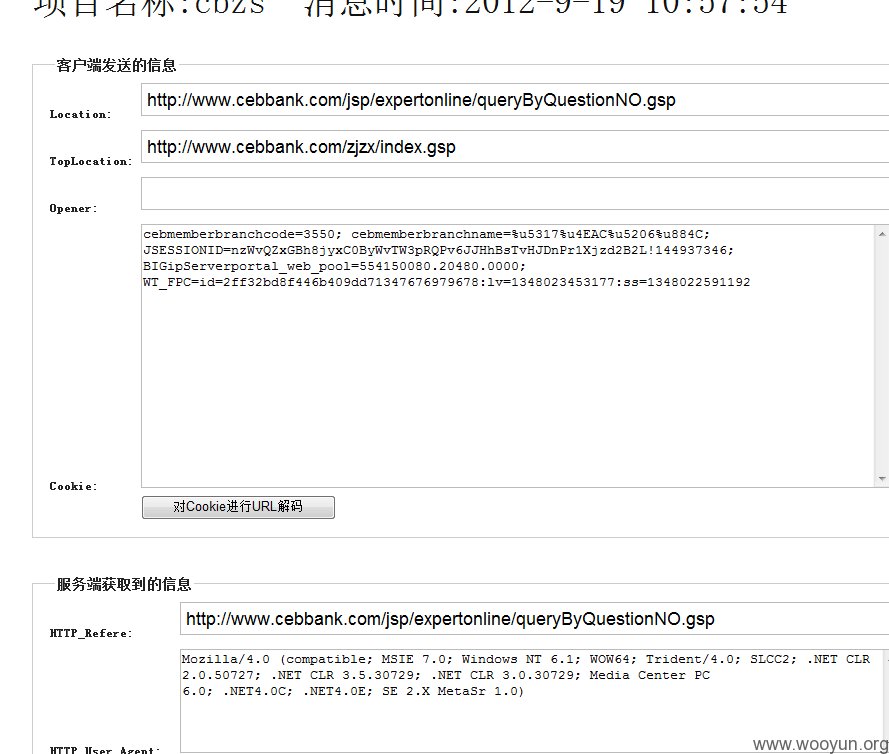 项目名称:cbzs 消息时间:2012-9-19 10:57:54
客户端发送的信息
Location:
http://www.cebbank.com/jsp/expertonline/queryByQuestionNO.gsp
TopLocation:
http://www.cebbank.com/zjzx/index.gsp
Opener:
cebmemberbranchcode=3550; cebmemberbranchname=%u5317%u4EAC%u5206%u884C;
JSESSIONID=nzWvQZxGBh8jyxC0ByWvTW3pRQPv6JJHhBsTvHJDnPr1Xjzd2B2L!144937346;
BIGipServerportal_web_pool=554150080.20480.0000;
WT_FPC=id=2ff32bd8f446b409dd71347676979678:lv=1348023453177:ss=1348022591192
Cookie:
对Cookie进行URL解码
服务端获取到的信息
HTTP_Refere:
http://www.cebbank.com/jsp/expertonline/queryByQuestionNO.gsp
Mozilla/4.0 (compatible; MSIE 7.0; Windows NT 6.1; WOW64; Trident/4.0; SLCC2; .NET CLR
2.0.50727; .NET CLR 3.5.30729; .NET CLR 3.0.30729; Media Center PC
6.0; .NET4.0C; .NET4.0E; SE 2.X MetaSr 1.0)
HTTP_User_Agent:
www.wooyun.org